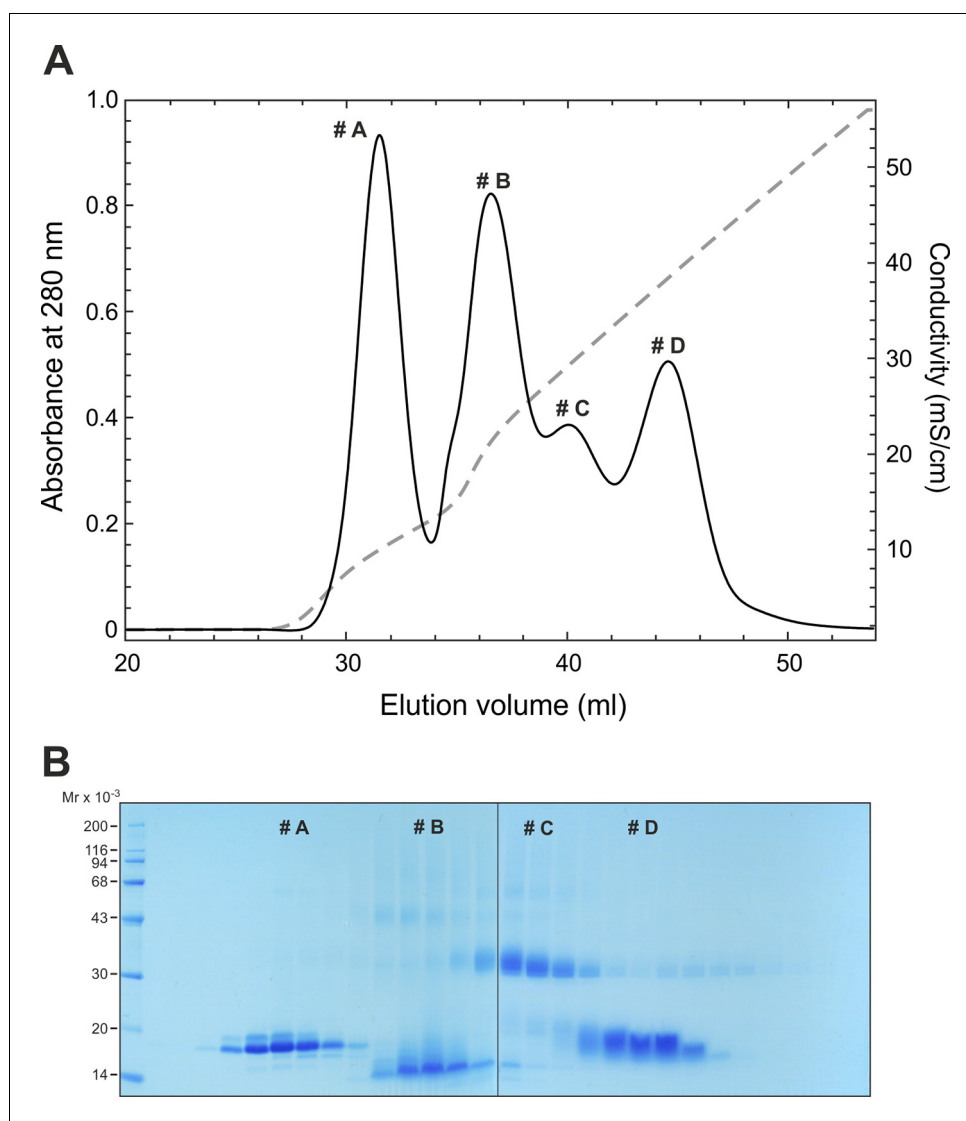 A
# A
# B
# C
# D
1.0
0.8
0.6
0.4
0.2
0
50
40
30
20
10
20 30 40 50
Absorbance at 280 nm
Conductivity (mS/cm)
Elution volume (ml)
B
Mr x 10-3
# A # B # C # D
200
116
94
68
43
30
20
14